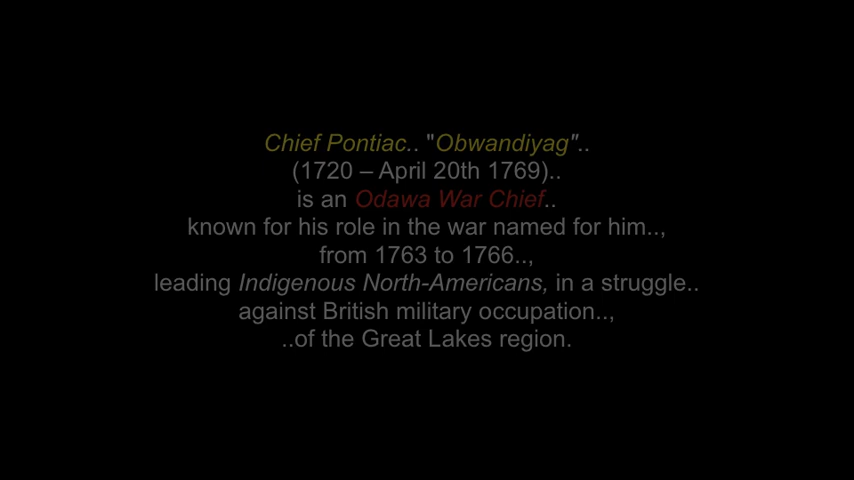 Chief Pontiac.. "Obwandiyag"..
(1720 – April 20th 1769)..
is an Odawa War Chief..
known for his role in the war named for him..,
from 1763 to 1766..,
leading Indigenous North-Americans, in a struggle..
against British military occupation..,
..of the Great Lakes region.